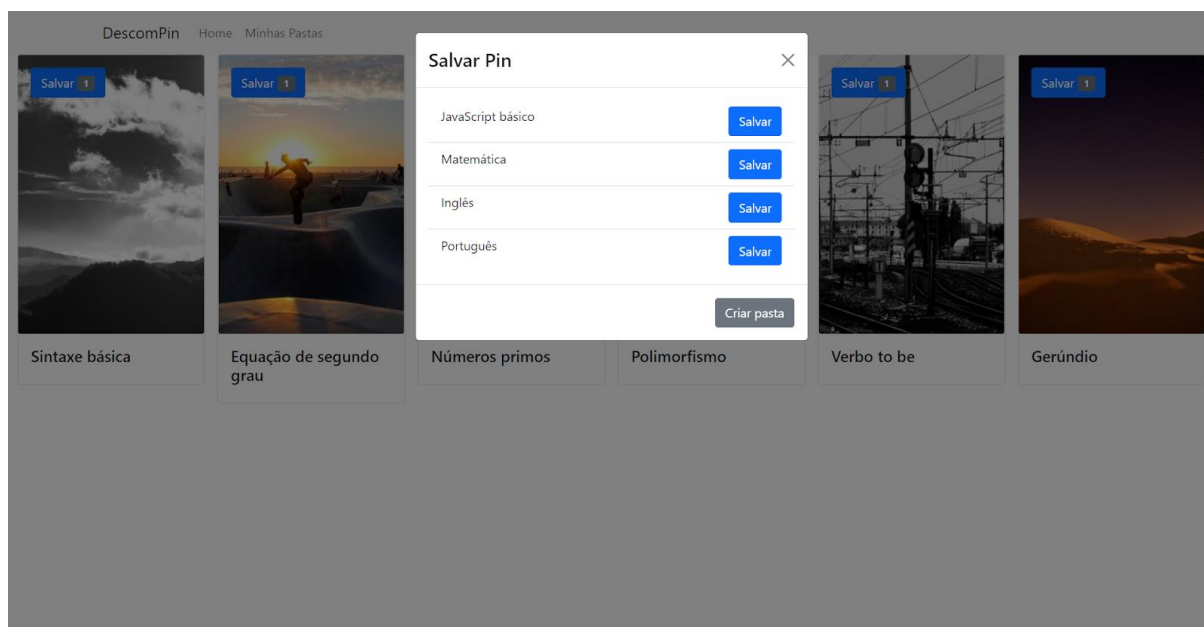 DescomPin Home Minhas Pastas
Salvar Pin
Salvar 1
Salvar 1
Salvar 1
Salvar 1
JavaScript básico Salvar
Matemática Salvar
Inglês Salvar
Português Salvar
Criar pasta
Sintaxe básica
Equação de segundo
grau
Números primos
Polimorfismo
Verbo to be
Gerúndio